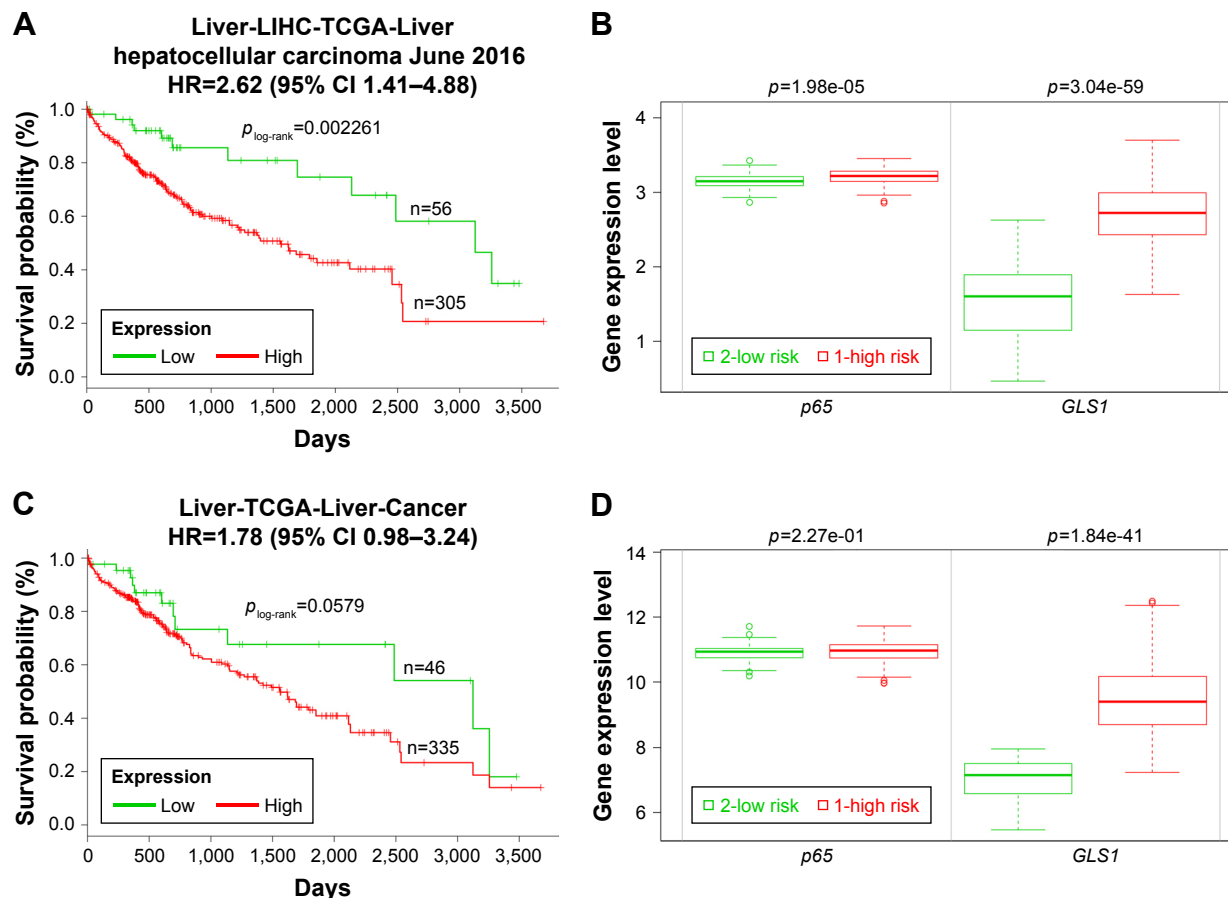 A
Liver-LIHC-TCGA-Liver
hepatocellular carcinoma June 2016
HR=2.62 (95% CI 1.41–4.88)
Survival probability (%)
1.0
0.8
0.6
0.4
0.2
0.0
p log-rank=0.002261
n=56
n=305
Expression
Low High
0 500 1,000 1,500 2,000 2,500 3,000 3,500
Days
B
p=1.98e-05 p=3.04e-59
Gene expression level
4
3
2
1
2-low risk 1-high risk
p65 GLS1
C
Liver-TCGA-Liver-Cancer
HR=1.78 (95% CI 0.98–3.24)
Survival probability (%)
1.0
0.8
0.6
0.4
0.2
0.0
p log-rank=0.0579
n=46
n=335
Expression
Low High
0 500 1,000 1,500 2,000 2,500 3,000 3,500
Days
D
p=2.27e-01 p=1.84e-41
Gene expression level
14
12
10
8
6
2-low risk 1-high risk
p65 GLS1